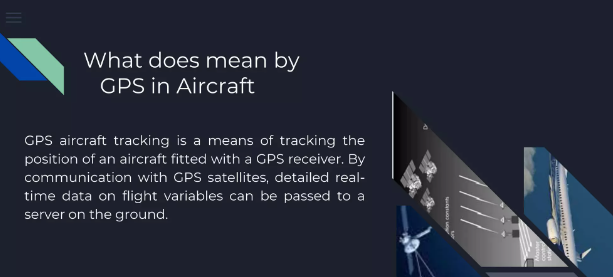 What does mean by
GPS in Aircraft
GPS aircraft tracking is a means of tracking the
position of an aircraft fitted with a GPS receiver. By
communication with GPS satellites, detailed real-
time data on flight variables can be passed to a
server on the ground.